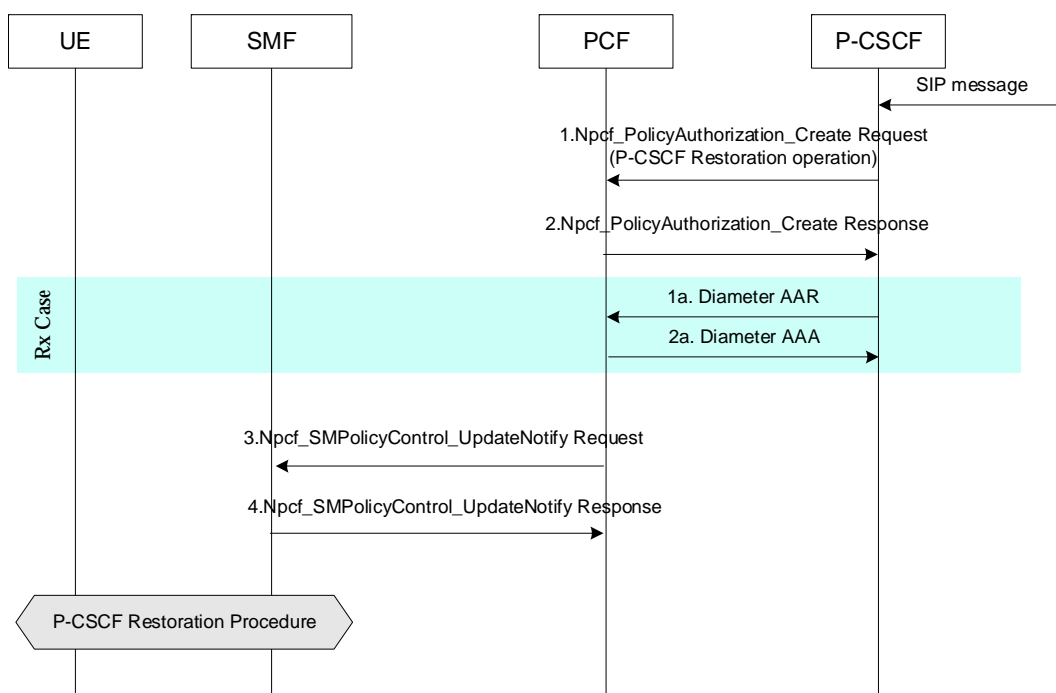 UE
SMF
PCF
P-CSCF
SIP message
1.Npcf_PolicyAuthorization_Create Request
(P-CSCF Restoration operation)
2.Npcf_PolicyAuthorization_Create Response
Rx Case
1a. Diameter AAR
2a. Diameter AAA
3.Npcf_SMPolicyControl_UpdateNotify Request
4.Npcf_SMPolicyControl_UpdateNotify Response
P-CSCF Restoration Procedure